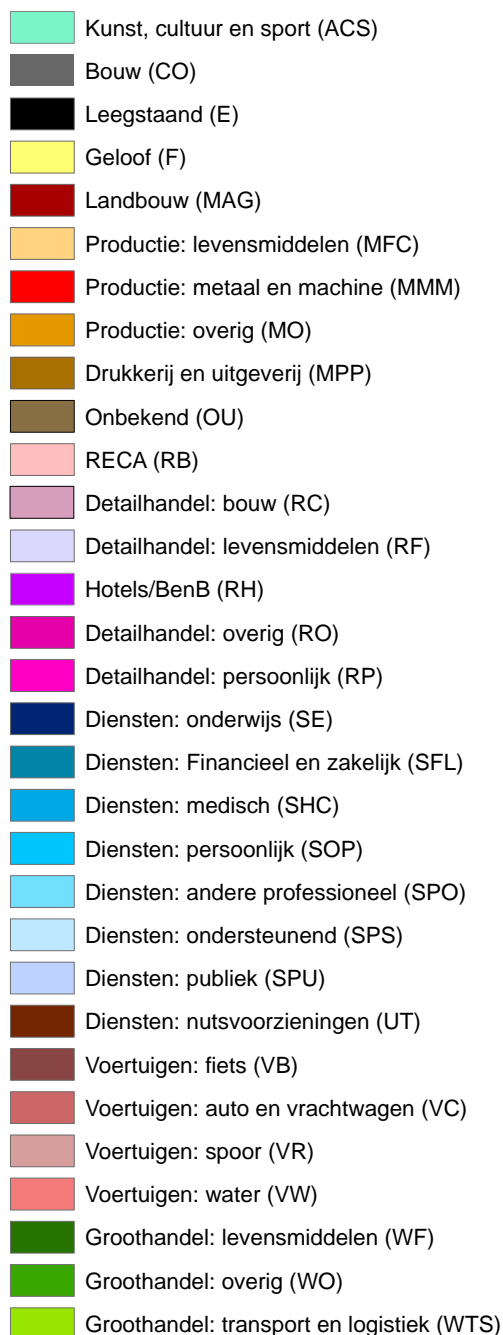 Kunst, cultuur en sport (ACS)
Bouw (CO)
Leegstaand (E)
Geloof (F)
Landbouw (MAG)
Productie: levensmiddelen (MFC)
Productie: metaal en machine (MMM)
Productie: overig (MO)
Drukkerij en uitgeverij (MPP)
Onbekend (OU)
RECA (RB)
Detailhandel: bouw (RC)
Detailhandel: levensmiddelen (RF)
Hotels/BenB (RH)
Detailhandel: overig (RO)
Detailhandel: persoonlijk (RP)
Diensten: onderwijs (SE)
Diensten: Financieel en zakelijk (SFL)
Diensten: medisch (SHC)
Diensten: persoonlijk (SOP)
Diensten: andere professioneel (SPO)
Diensten: ondersteunend (SPS)
Diensten: publiek (SPU)
Diensten: nutsvoorzieningen (UT)
Voertuigen: fiets (VB)
Voertuigen: auto en vrachtwagen (VC)
Voertuigen: spoor (VR)
Voertuigen: water (VW)
Groothandel: levensmiddelen (WF)
Groothandel: overig (WO)
Groothandel: transport en logistiek (WTS)